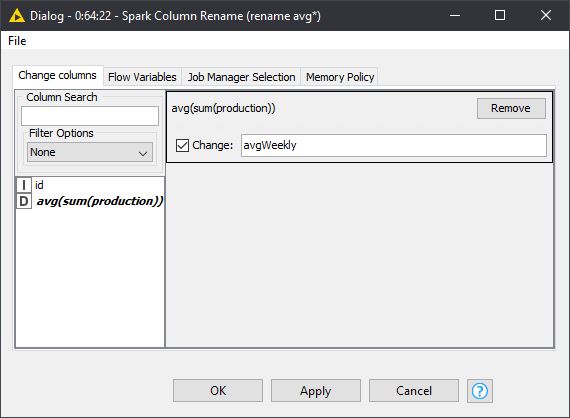 Dialog - 0:64:22 - Spark Column Rename (rename avg*)
File
Change columns Flow Variables Job Manager Selection Memory Policy
Column Search
Filter Options
None
I id
D avg(sum(production))
avg(sum(production))
Remove
Change: avgWeekly
OK Apply Cancel ?